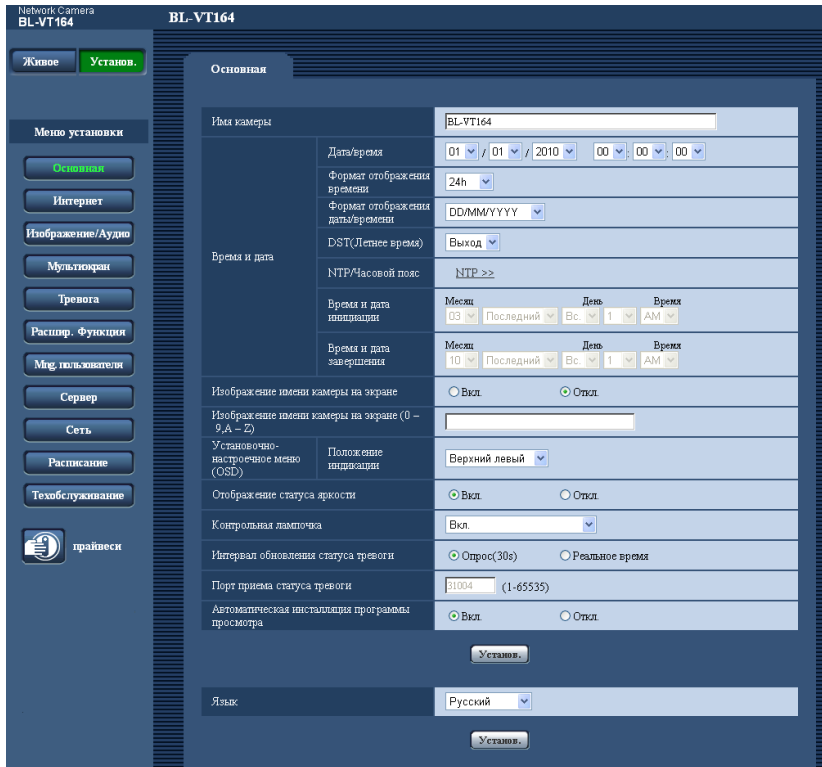 Network Camera
BL-VT164
BL-VT164
Живое Установ.
Основная
Меню установки
Основная
Интернет
Изображение/Аудио
Мультиэкран
Тревога
Расшир. Функция
Mng. пользователя
Сервер
Сеть
Расписание
Техобслуживание
прайвеси
Имя камеры BL-VT164
Время и дата
Дата/время 01 / 01 / 2010 00 : 00 : 00
Формат отображения времени 24h
Формат отображения даты/времени DD/MM/YYYY
DST(Летнее время) Выход
NTP/Часовой пояс NTP >>
Время и дата инициации
Месяц День Время
03 Последний Вс. 1 AM
Время и дата завершения
Месяц День Время
10 Последний Вс. 1 AM
Изображение имени камеры на экране Вкл. Откл.
Изображение имени камеры на экране (0 – 9,A – Z)
Установочно-настроечное меню (OSD) Положение индикации Верхний левый
Отображение статуса яркости Вкл. Откл.
Контрольная лампочка Вкл.
Интервал обновления статуса тревоги Опрос(30s) Реальное время
Порт приема статуса тревоги 31004 (1-65535)
Автоматическая инсталляция программы просмотра Вкл. Откл.
Установ.
Язык Русский
Установ.